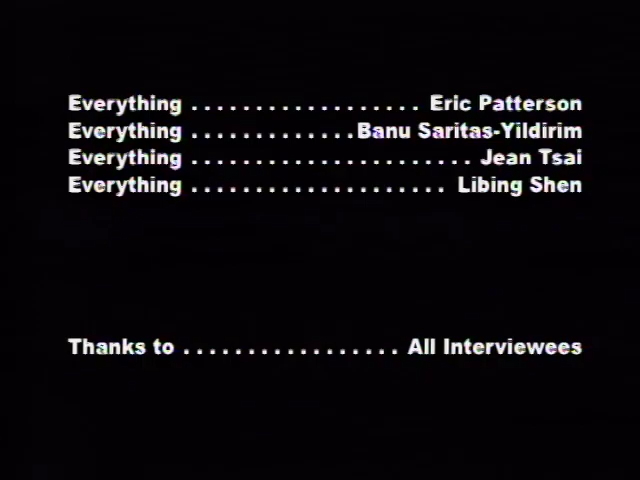 Everything . . . . . . . . . . . . . . . . . . Eric Patterson
Everything . . . . . . . . . . . . . Banu Saritas-Yildirim
Everything . . . . . . . . . . . . . . . . . . . . . . Jean Tsai
Everything . . . . . . . . . . . . . . . . . . . . Libing Shen
Thanks to . . . . . . . . . . . . . . . . . All Interviewees